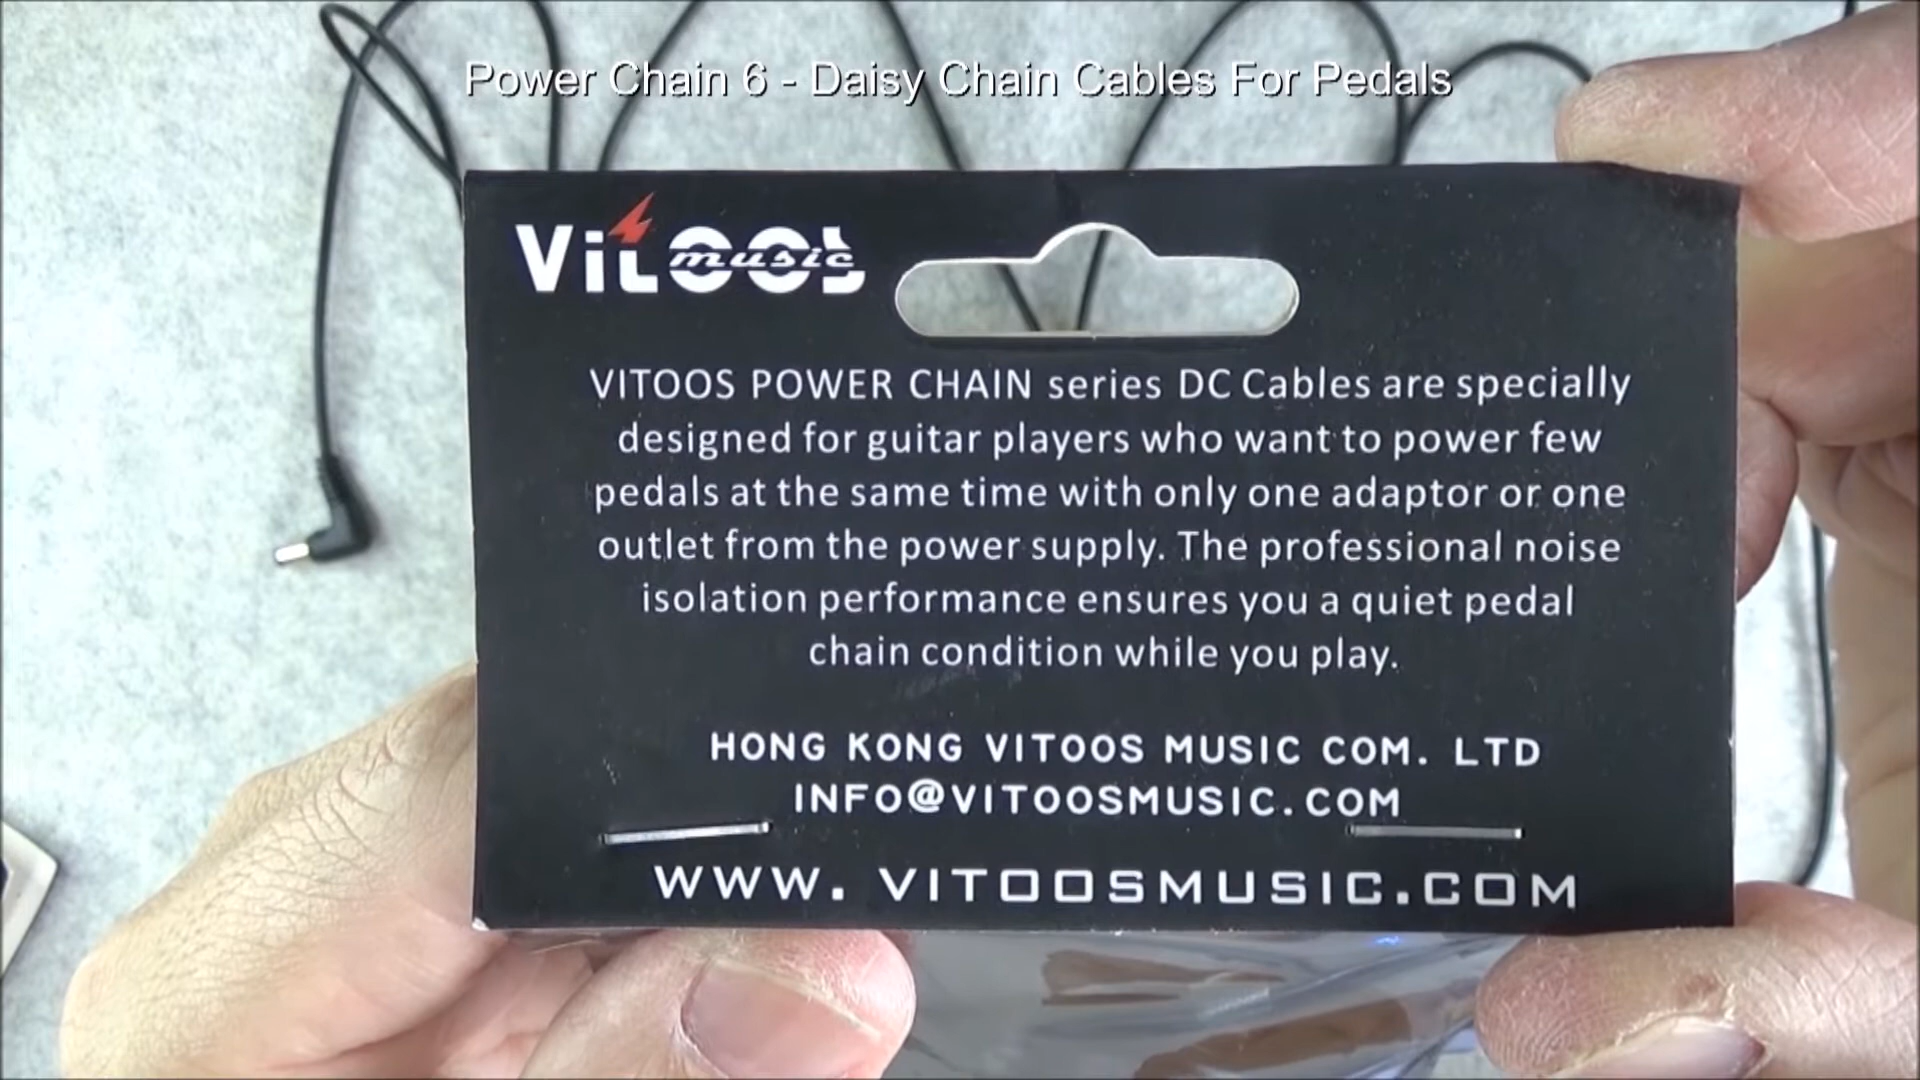 Power Chain 6 - Daisy Chain Cables For Pedals
Vitoos
music
VITOOS POWER CHAIN series DC Cables are specially
designed for guitar players who want to power few
pedals at the same time with only one adaptor or one
outlet from the power supply. The professional noise
isolation performance ensures you a quiet pedal
chain condition while you play.
HONG KONG VITOOS MUSIC COM. LTD
INFO@VITOOSMUSIC.COM
WWW. VITOOSMUSIC.COM